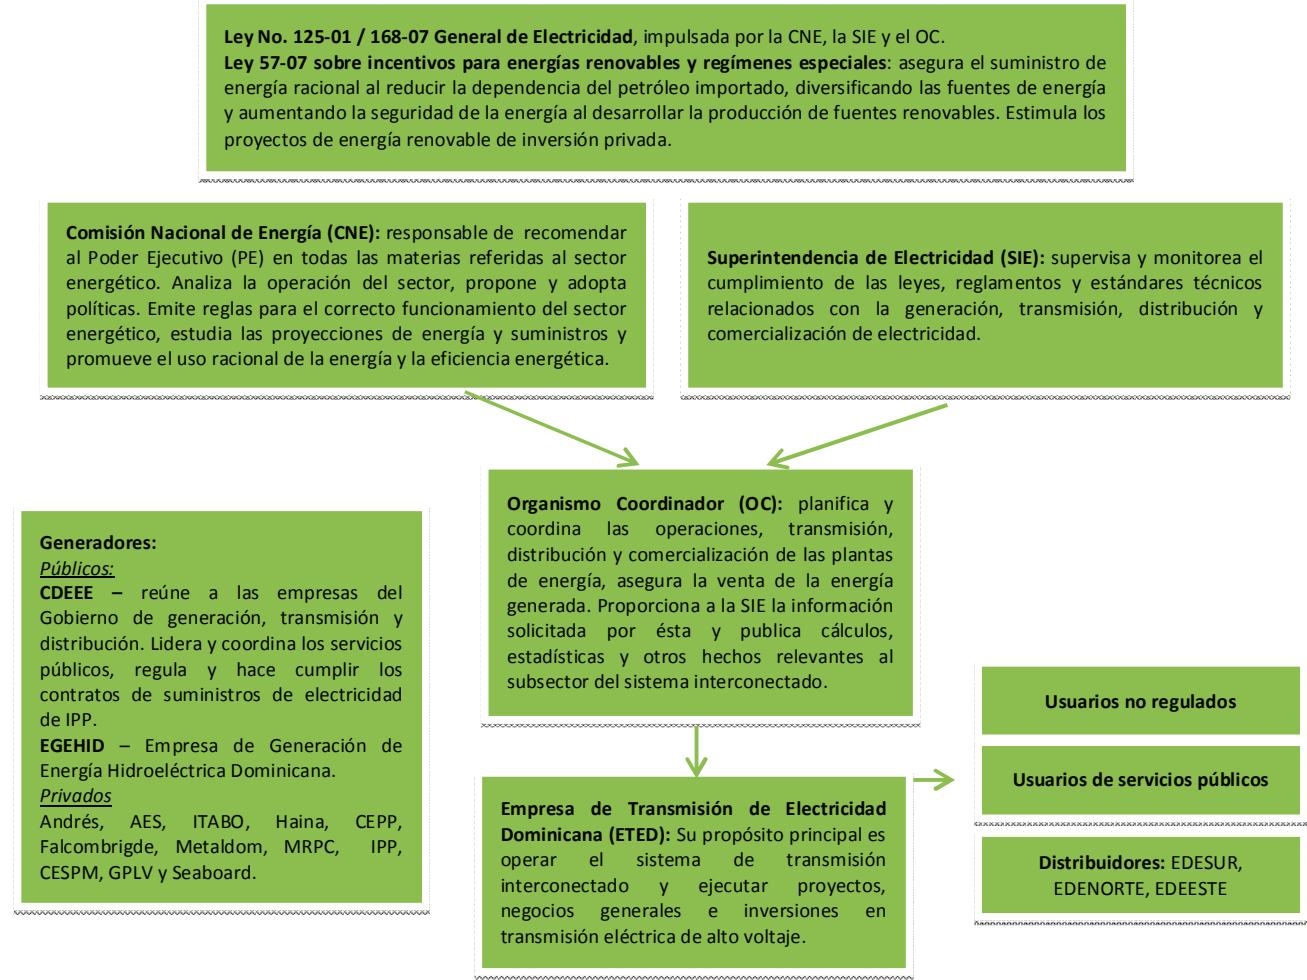 Ley No. 125-01 / 168-07 General de Electricidad, impulsada por la CNE, la SIE y el OC.
Ley 57-07 sobre incentivos para energías renovables y regímenes especiales: asegura el suministro de
energía racional al reducir la dependencia del petróleo importado, diversificando las fuentes de energía
y aumentando la seguridad de la energía al desarrollar la producción de fuentes renovables. Estimula los
proyectos de energía renovable de inversión privada.
Comisión Nacional de Energía (CNE): responsable de recomendar
al Poder Ejecutivo (PE) en todas las materias referidas al sector
energético. Analiza la operación del sector, propone y adopta
políticas. Emite reglas para el correcto funcionamiento del sector
energético, estudia las proyecciones de energía y suministros y
promueve el uso racional de la energía y la eficiencia energética.
Superintendencia de Electricidad (SIE): supervisa y monitorea el
cumplimiento de las leyes, reglamentos y estándares técnicos
relacionados con la generación, transmisión, distribución y
comercialización de electricidad.
Organismo Coordinador (OC): planifica y
coordina las operaciones, transmisión,
distribución y comercialización de las plantas
de energía, asegura la venta de la energía
generada. Proporciona a la SIE la información
solicitada por ésta y publica cálculos,
estadísticas y otros hechos relevantes al
subsector del sistema interconectado.
Generadores:
Públicos:
CDEEE – reúne a las empresas del
Gobierno de generación, transmisión y
distribución. Lidera y coordina los servicios
públicos, regula y hace cumplir los
contratos de suministros de electricidad
de IPP.
EGEHID – Empresa de Generación de
Energía Hidroeléctrica Dominicana.
Privados
Andrés, AES, ITABO, Haina, CEPP,
Falcombrigde, Metaldom, MRPC, IPP,
CESPM, GPLV y Seaboard.
Empresa de Transmisión de Electricidad
Dominicana (ETED): Su propósito principal es
operar el sistema de transmisión
interconectado y ejecutar proyectos,
negocios generales e inversiones en
transmisión eléctrica de alto voltaje.
Usuarios no regulados
Usuarios de servicios públicos
Distribuidores: EDESUR,
EDENORTE, EDEESTE